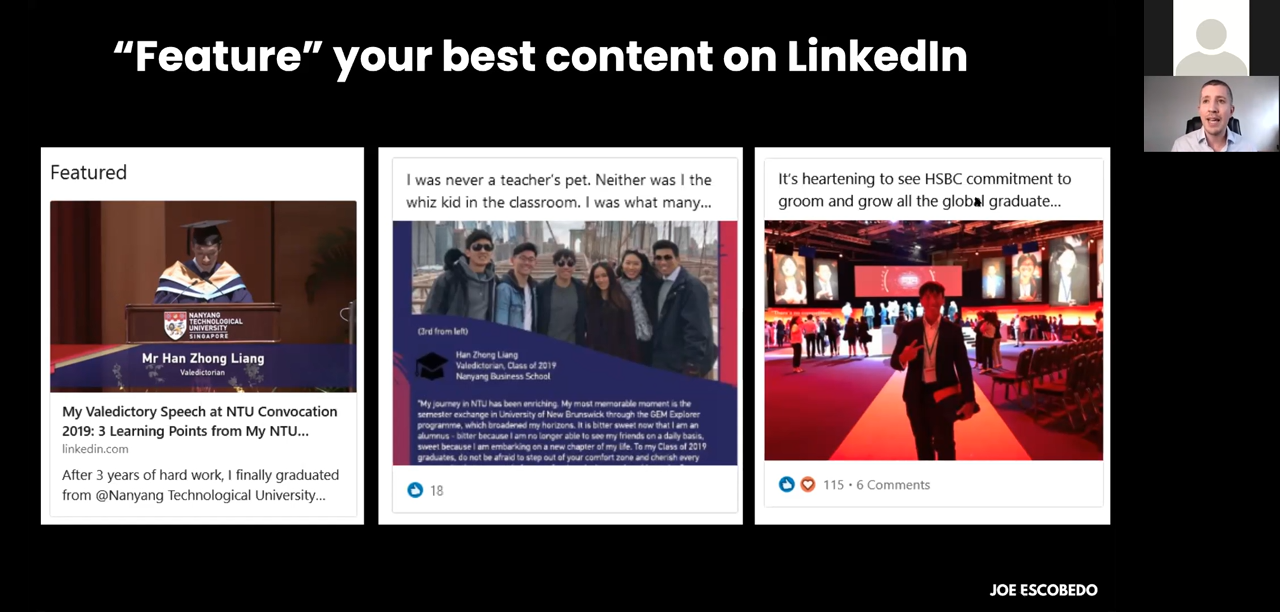 “Feature” your best content on LinkedIn
Featured
NANYANG
TECHNOLOGICAL
UNIVERSITY
SINGAPORE
Mr Han Zhong Liang
Valedictorian
My Valedictory Speech at NTU Convocation
2019: 3 Learning Points from My NTU...
linkedin.com
After 3 years of hard work, I finally graduated
from @Nanyang Technological University...
I was never a teacher's pet. Neither was I the
whiz kid in the classroom. I was what many...
(3rd from left)
Han Zhong Liang
Valedictorian, Class of 2019
Nanyang Business School
"My journey in NTU has been enriching. My most memorable moment is the
semester exchange in University of New Brunswick through the GEM Explorer
programme, which broadened my horizons. It is bitter sweet now that I am an
alumnus - bitter because I am no longer able to see my friends on a daily basis,
sweet because I am embarking on a new chapter of my life. To my Class of 2019
graduates, do not be afraid to step out of your comfort zone and cherish every
18
It's heartening to see HSBC commitment to
groom and grow all the global graduate...
115 • 6 Comments
JOE ESCOBEDO